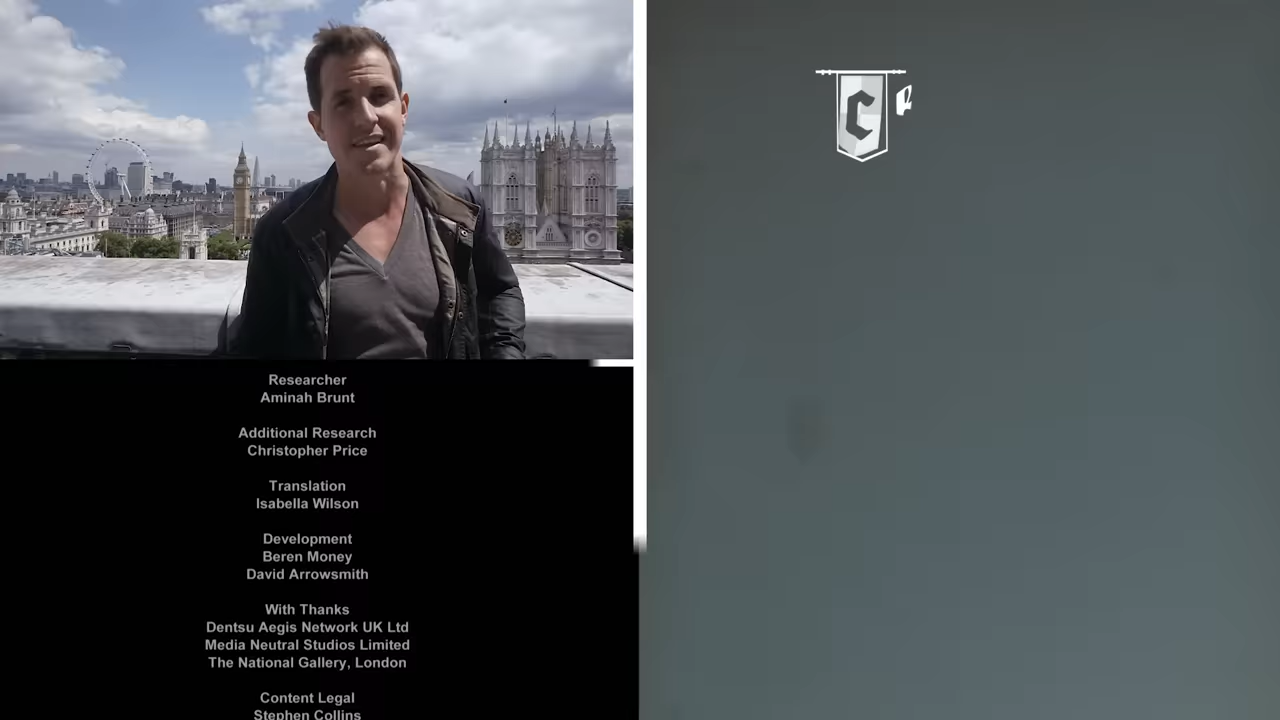 Researcher
Aminah Brunt
Additional Research
Christopher Price
Translation
Isabella Wilson
Development
Beren Money
David Arrowsmith
With Thanks
Dentsu Aegis Network UK Ltd
Media Neutral Studios Limited
The National Gallery, London
Content Legal
Stephen Collins
C